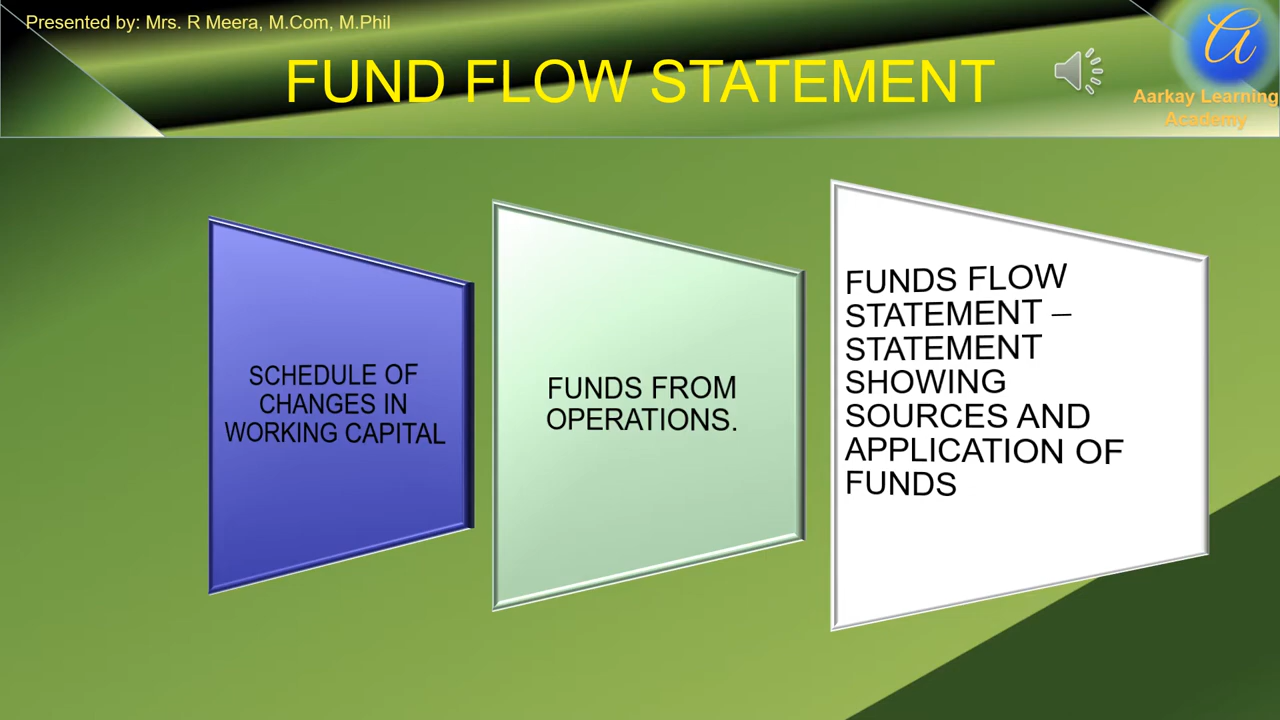 Presented by: Mrs. R Meera, M.Com, M.Phil
FUND FLOW STATEMENT
Aarkay Learning
Academy
SCHEDULE OF
CHANGES IN
WORKING CAPITAL
FUNDS FROM
OPERATIONS.
FUNDS FLOW
STATEMENT –
STATEMENT
SHOWING
SOURCES AND
APPLICATION OF
FUNDS